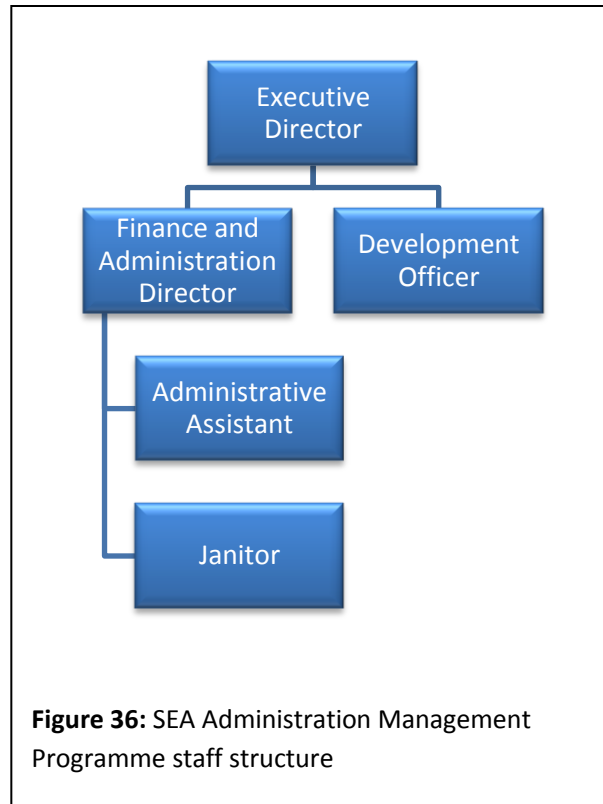 Executive
Director
Finance and
Administration
Director
Development
Officer
Administrative
Assistant
Janitor
Figure 36: SEA Administration Management
Programme staff structure